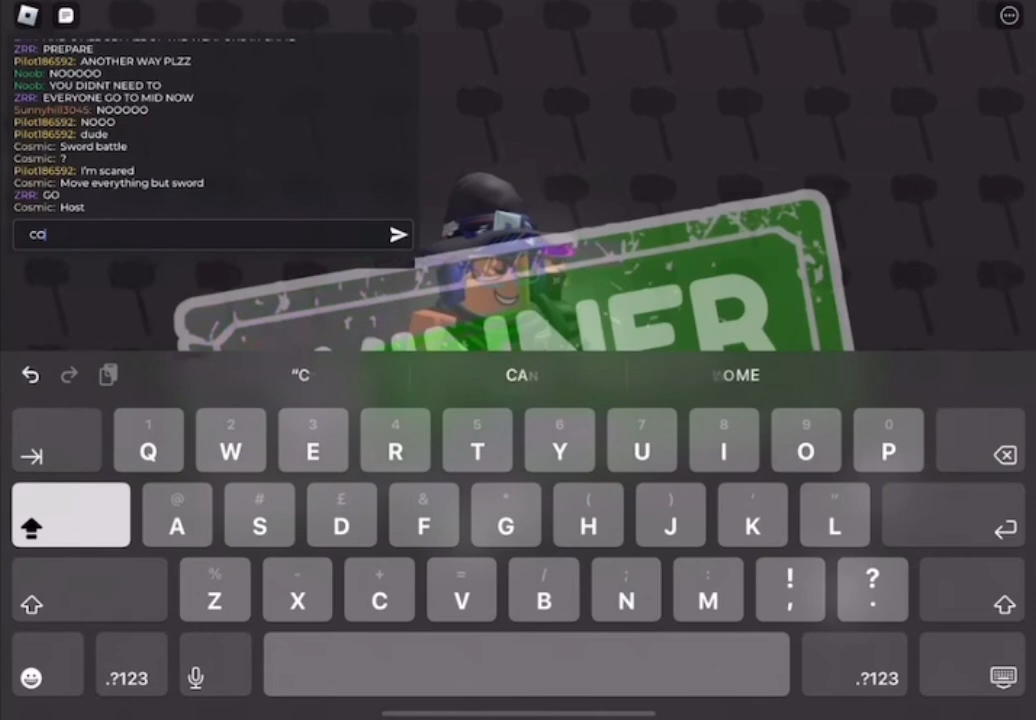 ZRR: PREPARE
Pilot186592: ANOTHER WAY PLZZ
Noob: NOOOOO
Noob: YOU DIDNT NEED TO
ZRR: EVERYONE GO TO MID NOW
Sunnyhill3045: NOOOOO
Pilot186592: NOOO
Pilot186592: dude
Cosmic: Sword battle
Cosmic: ?
Pilot186592: I'm scared
Cosmic: Move everything but sword
ZRR: GO
Cosmic: Host
CO
WINNER
"C CAN OME
1 2 3 4 5 6 7 8 9 0
Q W E R T Y U I O P
@ # £ & * ( ) ' "
A S D F G H J K L
% - + = / ; : ! ?
Z X C V B N M , .
.?123 .?123